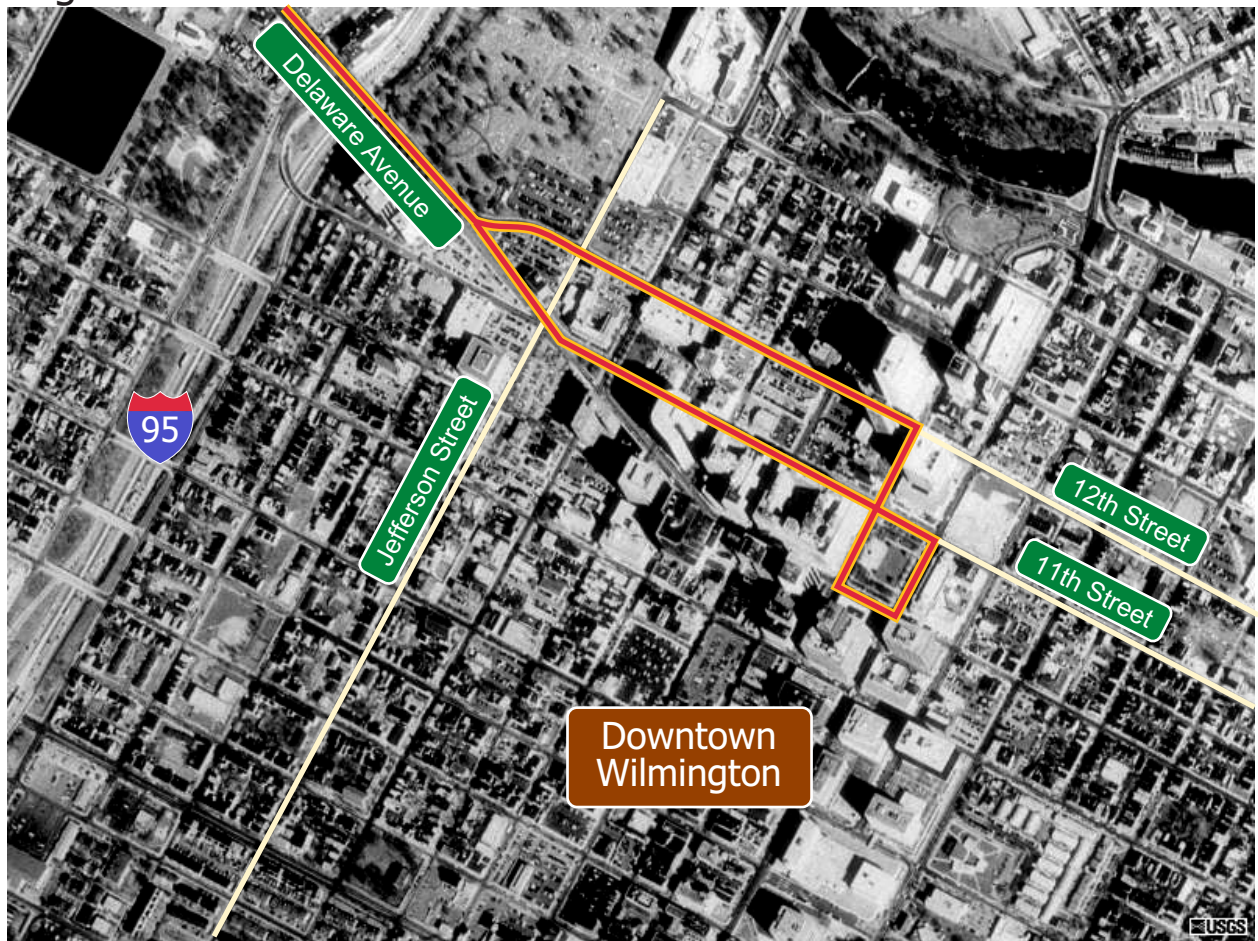 Delaware Avenue
95
Jefferson Street
12th Street
11th Street
Downtown
Wilmington
USGS